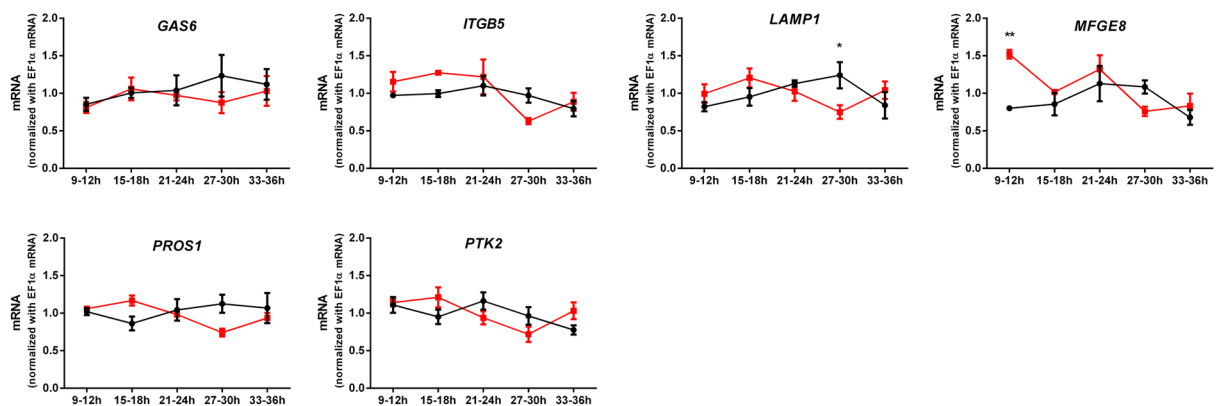 GAS6
mRNA
(normalized with EF1α mRNA)
2.0
1.5
1.0
0.5
0.0
9-12h 15-18h 21-24h 27-30h 33-36h
ITGB5
mRNA
(normalized with EF1α mRNA)
2.0
1.5
1.0
0.5
0.0
9-12h 15-18h 21-24h 27-30h 33-36h
LAMP1
mRNA
(normalized with EF1α mRNA)
2.0
1.5
1.0
0.5
0.0
*
9-12h 15-18h 21-24h 27-30h 33-36h
MFGE8
mRNA
(normalized with EF1α mRNA)
2.0
1.5
1.0
0.5
0.0
**
9-12h 15-18h 21-24h 27-30h 33-36h
PROS1
mRNA
(normalized with EF1α mRNA)
2.0
1.5
1.0
0.5
0.0
9-12h 15-18h 21-24h 27-30h 33-36h
PTK2
mRNA
(normalized with EF1α mRNA)
2.0
1.5
1.0
0.5
0.0
9-12h 15-18h 21-24h 27-30h 33-36h